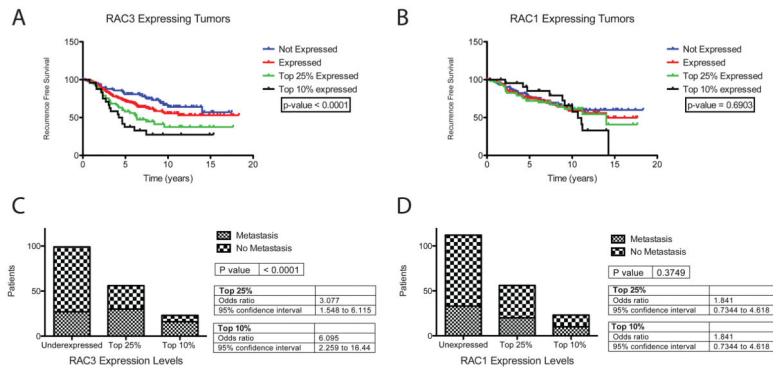 A
RAC3 Expressing Tumors
150
100
50
0
0
5
10
15
20
Recurrence Free Survival
Time (years)
Not Expressed
Expressed
Top 25% Expressed
Top 10% expressed
p-value < 0.0001
B
RAC1 Expressing Tumors
150
100
50
0
0
5
10
15
20
Recurrence Free Survival
Time (years)
Not Expressed
Expressed
Top 25% Expressed
Top 10% expressed
p-value = 0.6903
C
100
50
0
Patients
Underexpressed Top 25% Top 10%
RAC3 Expression Levels
Metastasis
No Metastasis
P value < 0.0001
Top 25%
Odds ratio 3.077
95% confidence interval 1.548 to 6.115
Top 10%
Odds ratio 6.095
95% confidence interval 2.259 to 16.44
D
100
50
0
Patients
Underexpressed Top 25% Top 10%
RAC1 Expression Levels
Metastasis
No Metastasis
P value 0.3749
Top 25%
Odds ratio 1.841
95% confidence interval 0.7344 to 4.618
Top 10%
Odds ratio 1.841
95% confidence interval 0.7344 to 4.618